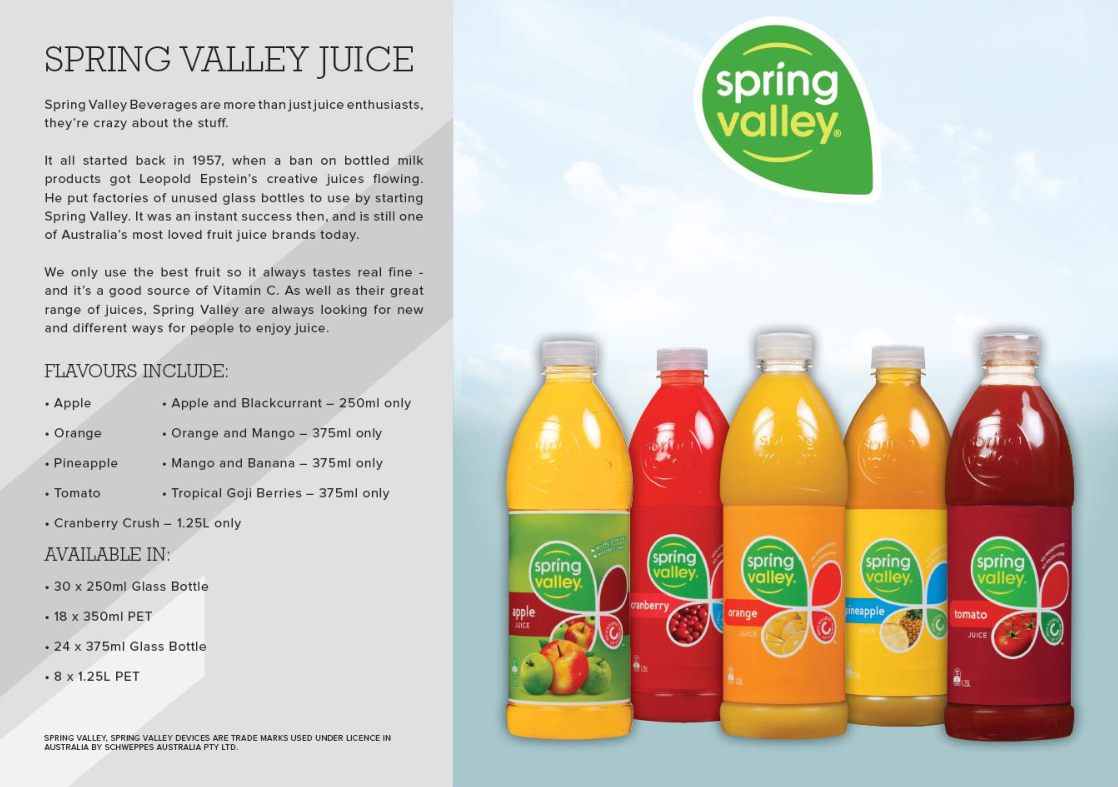 SPRING VALLEY JUICE
Spring Valley Beverages are more than just juice enthusiasts,
they're crazy about the stuff.
It all started back in 1957, when a ban on bottled milk
products got Leopold Epstein's creative juices flowing.
He put factories of unused glass bottles to use by starting
Spring Valley. It was an instant success then, and is still one
of Australia's most loved fruit juice brands today.
We only use the best fruit so it always tastes real fine -
and it's a good source of Vitamin C. As well as their great
range of juices, Spring Valley are always looking for new
and different ways for people to enjoy juice.
FLAVOURS INCLUDE:
• Apple • Apple and Blackcurrant – 250ml only
• Orange • Orange and Mango – 375ml only
• Pineapple • Mango and Banana – 375ml only
• Tomato • Tropical Goji Berries – 375ml only
• Cranberry Crush – 1.25L only
AVAILABLE IN:
• 30 x 250ml Glass Bottle
• 18 x 350ml PET
• 24 x 375ml Glass Bottle
• 8 x 1.25L PET
SPRING VALLEY, SPRING VALLEY DEVICES ARE TRADE MARKS USED UNDER LICENCE IN
AUSTRALIA BY SCHWEPPES AUSTRALIA PTY LTD.
spring
valley®
spring
valley.
apple
JUICE
spring
valley.
cranberry
spring
valley.
orange
JUICE
spring
valley.
pineapple
JUICE
spring
valley.
tomato
JUICE